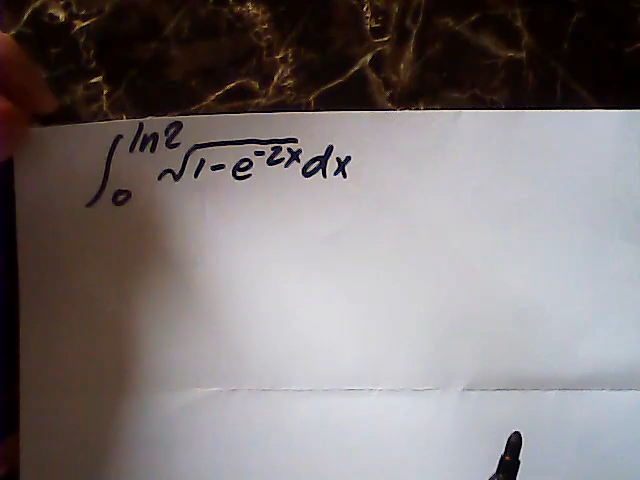 ∫₀^{ln2} √(1-e^{-2x}) dx